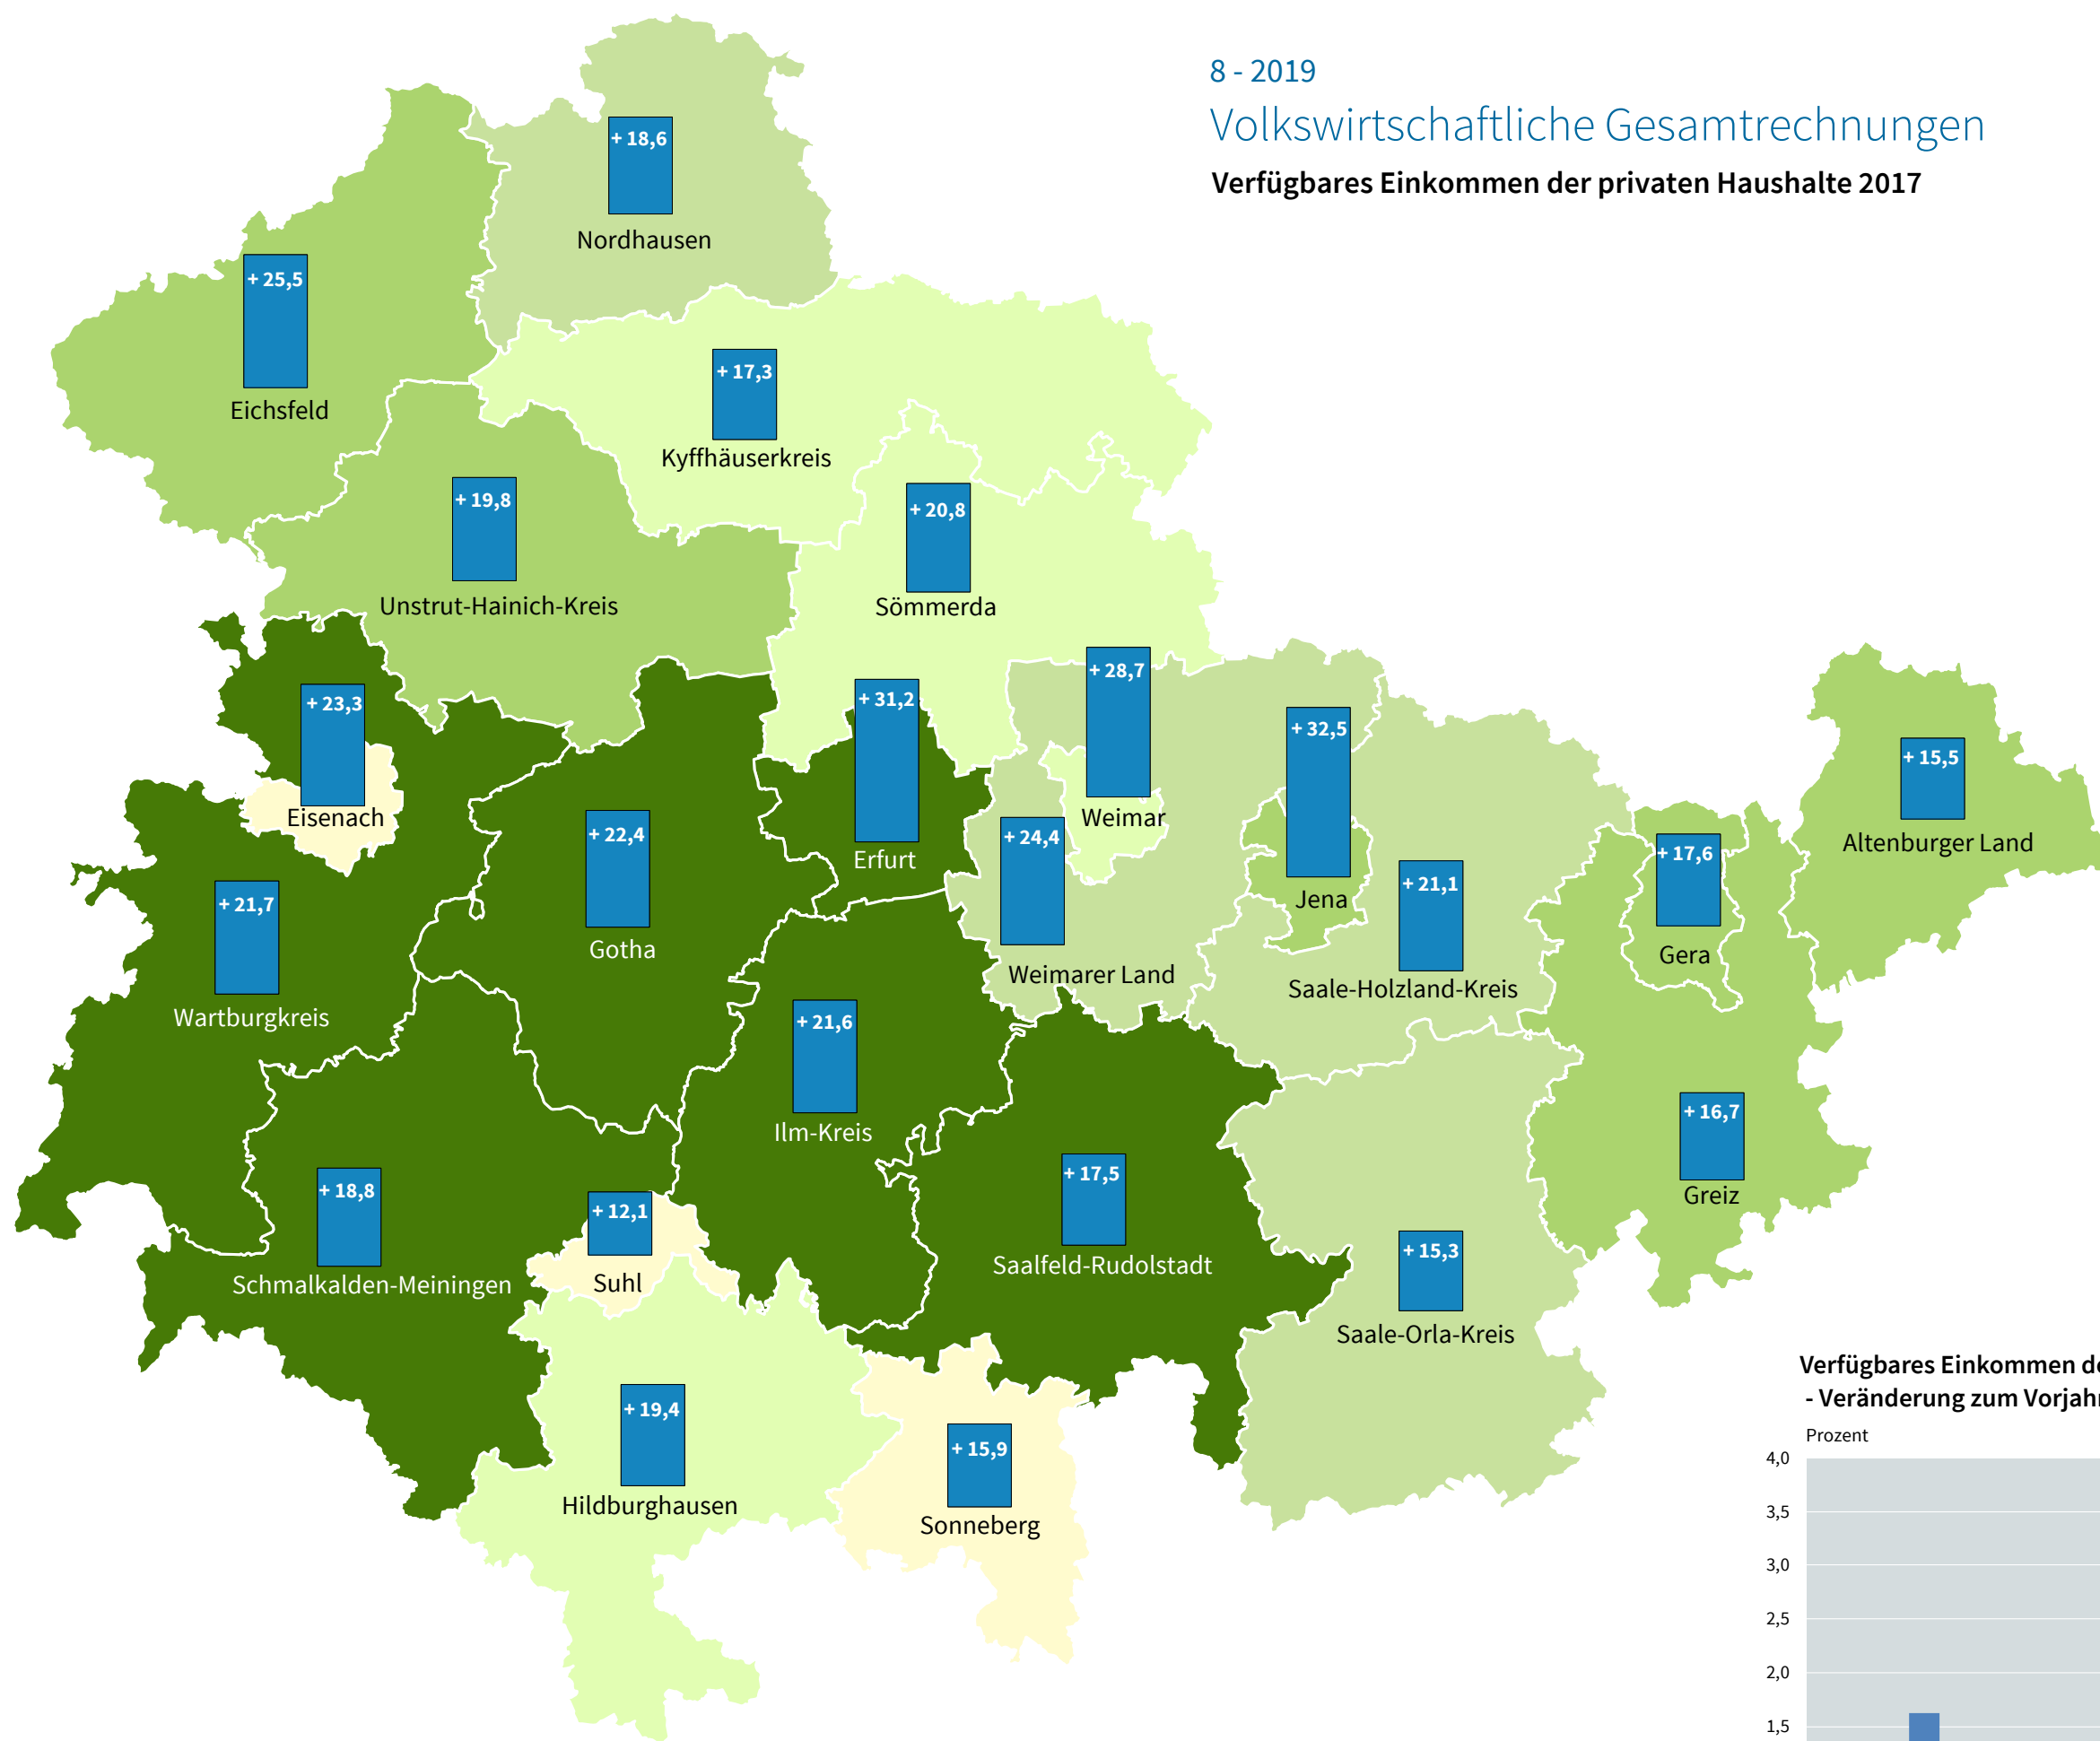 8 - 2019
Volkswirtschaftliche Gesamtrechnungen
Verfügbares Einkommen der privaten Haushalte 2017
+ 18,6
Nordhausen
+ 25,5
Eichsfeld
+ 17,3
Kyffhäuserkreis
+ 19,8
Unstrut-Hainich-Kreis
+ 20,8
Sömmerda
+ 28,7
Weimar
+ 31,2
Erfurt
+ 23,3
Eisenach
+ 32,5
Jena
+ 15,5
Altenburger Land
+ 22,4
Gotha
+ 24,4
Weimarer Land
+ 17,6
Gera
+ 21,1
Saale-Holzland-Kreis
+ 21,7
Wartburgkreis
+ 21,6
Ilm-Kreis
+ 16,7
Greiz
+ 17,5
Saalfeld-Rudolstadt
+ 18,8
Schmalkalden-Meiningen
+ 12,1
Suhl
+ 15,3
Saale-Orla-Kreis
+ 19,4
Hildburghausen
+ 15,9
Sonneberg
Verfügbares Einkommen
- Veränderung zum
Prozent
4,0
3,5
3,0
2,5
2,0
1,5